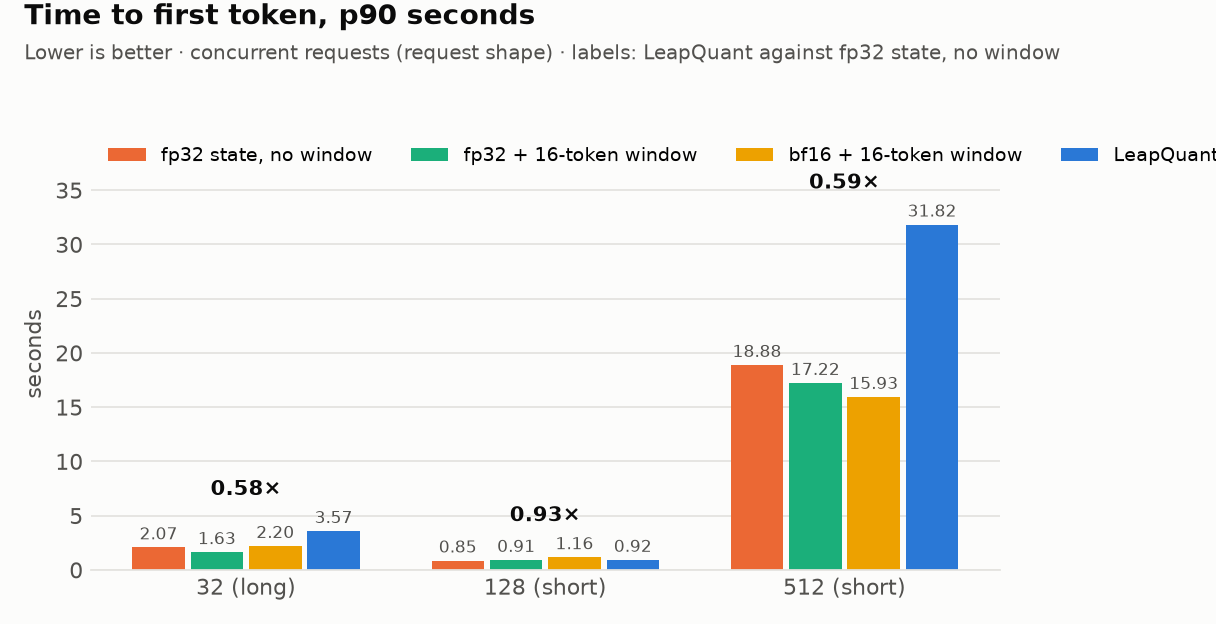 Time to first token, p90 seconds
Lower is better · concurrent requests (request shape) · labels: LeapQuant against fp32 state, no window
fp32 state, no window fp32 + 16-token window bf16 + 16-token window LeapQuant
0.59×
35
31.82
30
25
20
18.88
17.22
15.93
15
seconds
10
0.58×
0.93×
5
2.07 1.63 2.20 3.57
0.85 0.91 1.16 0.92
0
32 (long) 128 (short) 512 (short)